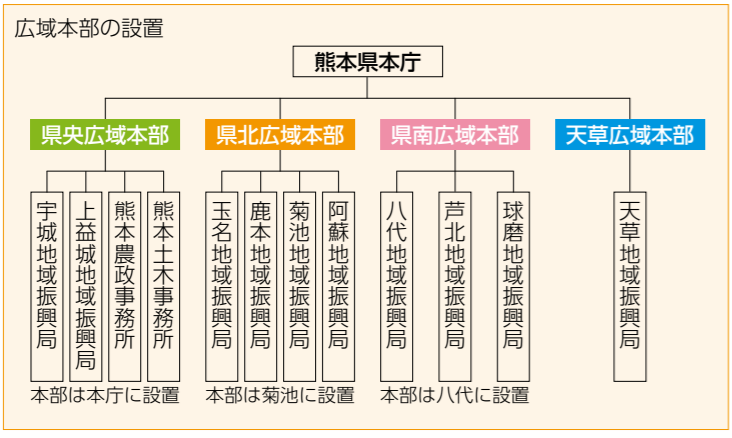 広域本部の設置
熊本県本庁
県央広域本部
県北広域本部
県南広域本部
天草広域本部
宇城地域振興局
上益城地域振興局
熊本農政事務所
熊本土木事務所
玉名地域振興局
鹿本地域振興局
菊池地域振興局
阿蘇地域振興局
八代地域振興局
芦北地域振興局
球磨地域振興局
天草地域振興局
本部は本庁に設置
本部は菊池に設置
本部は八代に設置